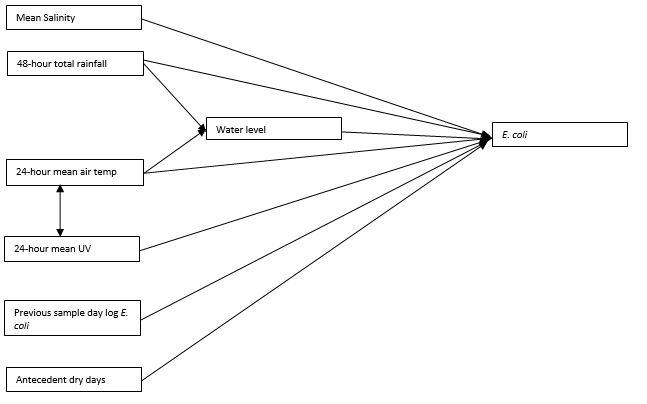 Mean Salinity
48-hour total rainfall
Water level
E. coli
24-hour mean air temp
24-hour mean UV
Previous sample day log E.
coli
Antecedent dry days